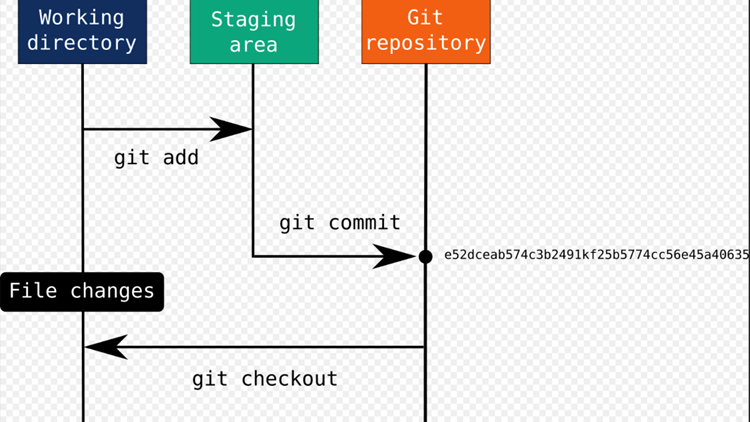 Working
directory
Staging
area
Git
repository
git add
git commit
e52dceab574c3b2491kf25b5774cc56e45a40635
File changes
git checkout